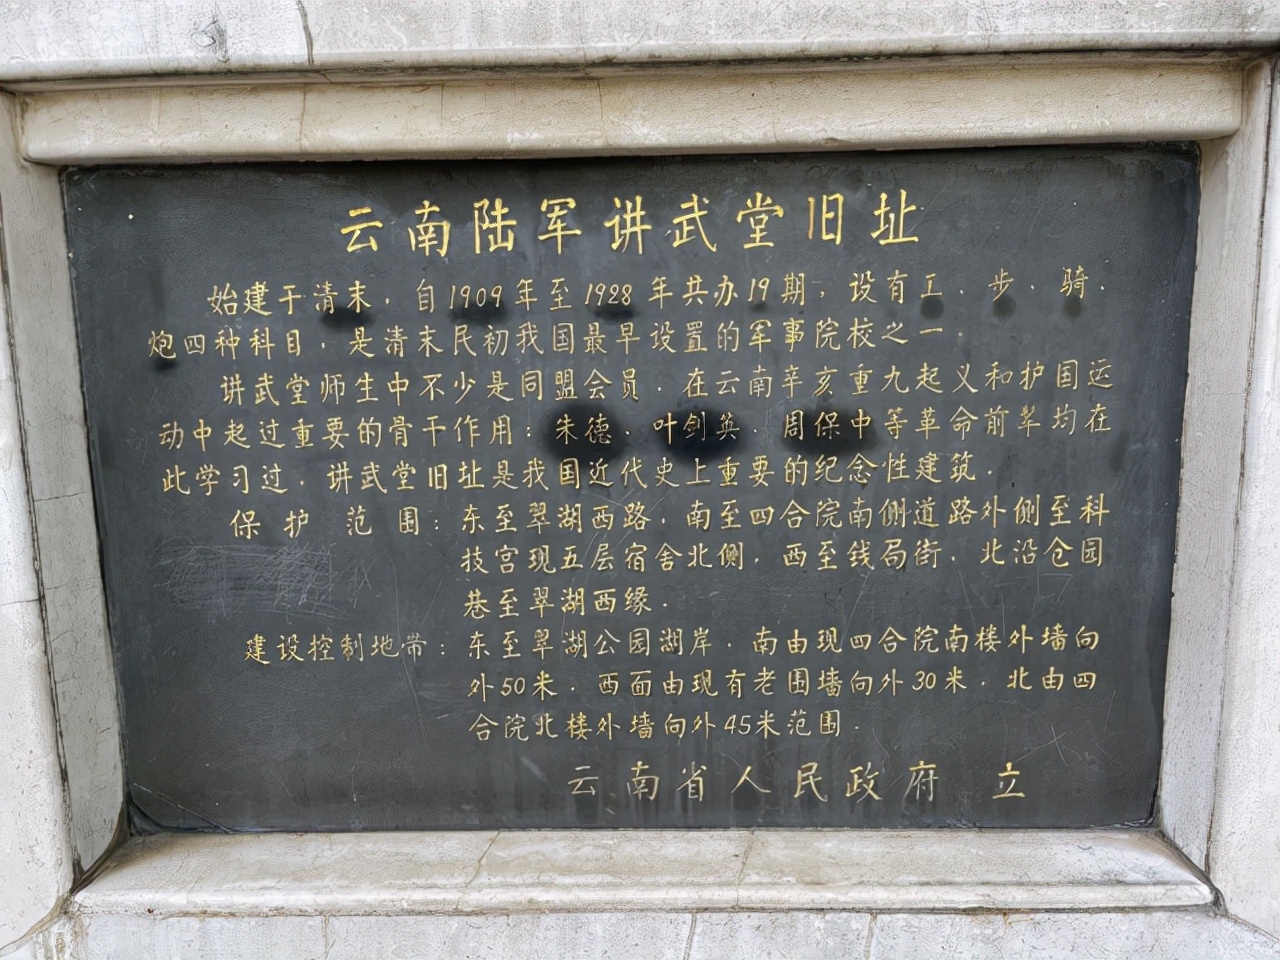 云南陆军讲武堂旧址
始建于清末，自1909年至1928年共办19期，设有工、步、骑、
炮四种科目，是清末民初我国最早设置的军事院校之一。
讲武堂师生中不少是同盟会员，在云南辛亥重九起义和护国运
动中起过重要的骨干作用；朱德、叶剑英、周保中等革命前辈均在
此学习过。讲武堂旧址是我国近代史上重要的纪念性建筑。
保护范围：东至翠湖西路，南至四合院南侧道路外侧至科
技宫现五层宿舍北侧，西至钱局街，北沿仓园
巷至翠湖西缘。
建设控制地带：东至翠湖公园湖岸，南由现四合院南楼外墙向
外50米，西面由现有老围墙向外30米，北由四
合院北楼外墙向外45米范围。
云南省人民政府 立